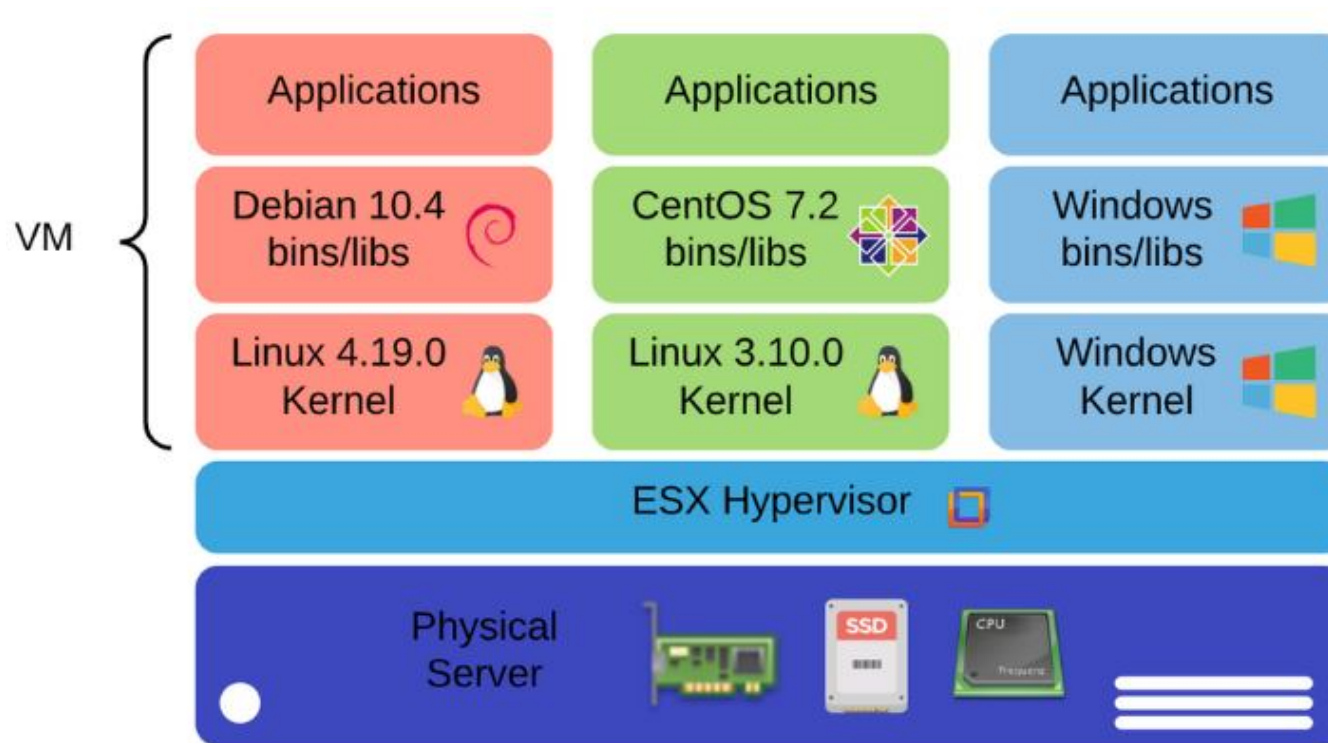 Applications
Applications
Applications
VM
Debian 10.4
bins/libs
CentOS 7.2
bins/libs
Windows
bins/libs
Linux 4.19.0
Kernel
Linux 3.10.0
Kernel
Windows
Kernel
ESX Hypervisor
Physical
Server
SSD
CPU